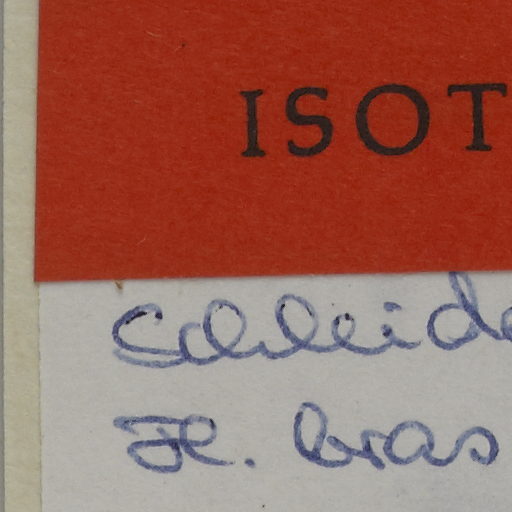 ISOT
Schleide
Fl. bras